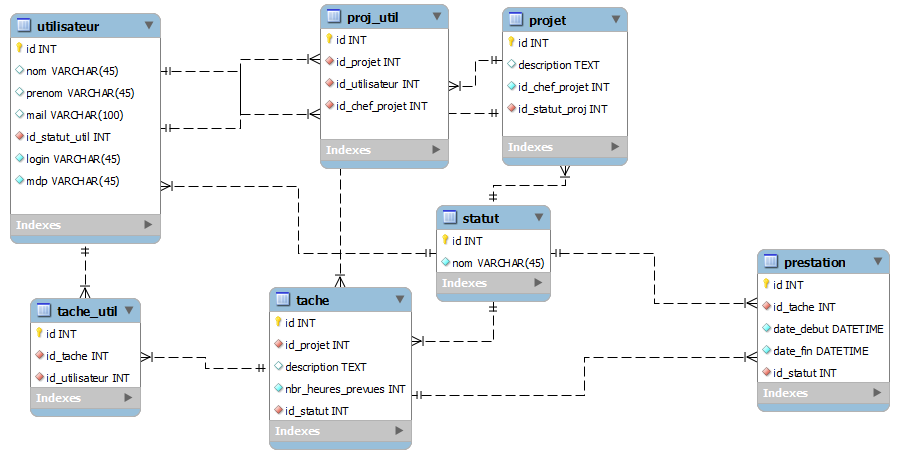 utilisateur
id INT
nom VARCHAR(45)
prenom VARCHAR(45)
mail VARCHAR(100)
id_statut_util INT
login VARCHAR(45)
mdp VARCHAR(45)
Indexes
proj_util
id INT
id_projet INT
id_utilisateur INT
id_chef_projet INT
Indexes
projet
id INT
description TEXT
id_chef_projet INT
id_statut_proj INT
Indexes
statut
id INT
nom VARCHAR(45)
Indexes
prestation
id INT
id_tache INT
date_debut DATETIME
date_fin DATETIME
id_statut INT
Indexes
tache_util
id INT
id_tache INT
id_utilisateur INT
Indexes
tache
id INT
id_projet INT
description TEXT
nbr_heures_prevues INT
id_statut INT
Indexes